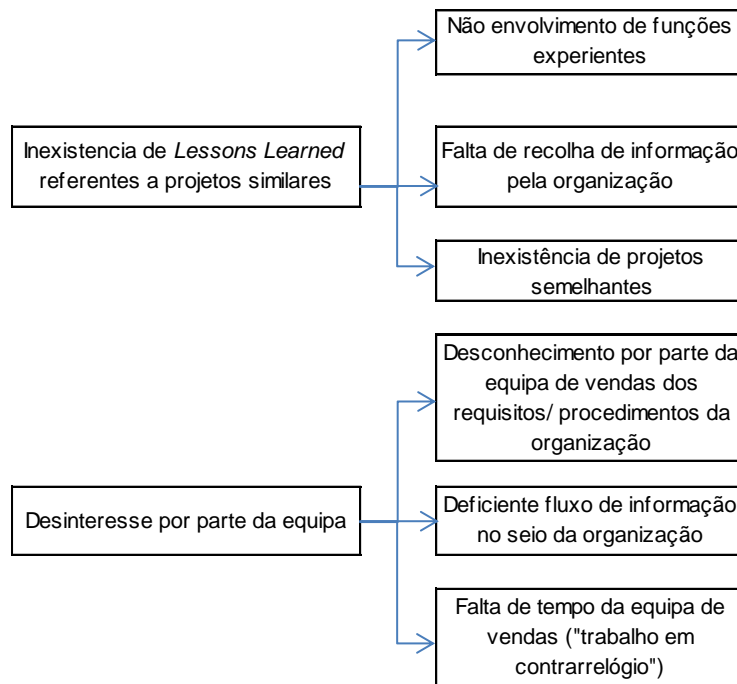 Não envolvimento de funções
experientes
Inexistencia de Lessons Learned
referentes a projetos similares
Falta de recolha de informação
pela organização
Inexistência de projetos
semelhantes
Desconhecimento por parte da
equipa de vendas dos
requisitos/ procedimentos da
organização
Desinteresse por parte da equipa
Deficiente fluxo de informação
no seio da organização
Falta de tempo da equipa de
vendas ("trabalho em
contrarrelógio")